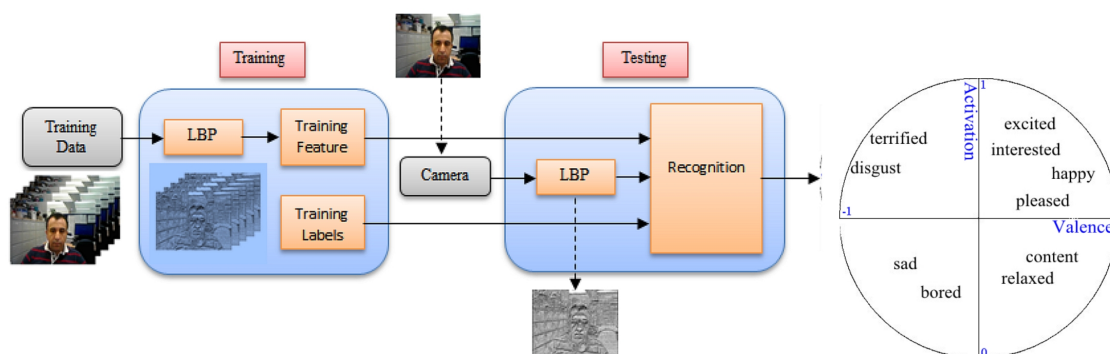 Training
Testing
Training
Data
LBP
Training
Feature
Training
Labels
Camera
LBP
Recognition
Activation
1
terrified
excited
interested
disgust
happy
pleased
-1
Valence
sad
content
relaxed
bored
0